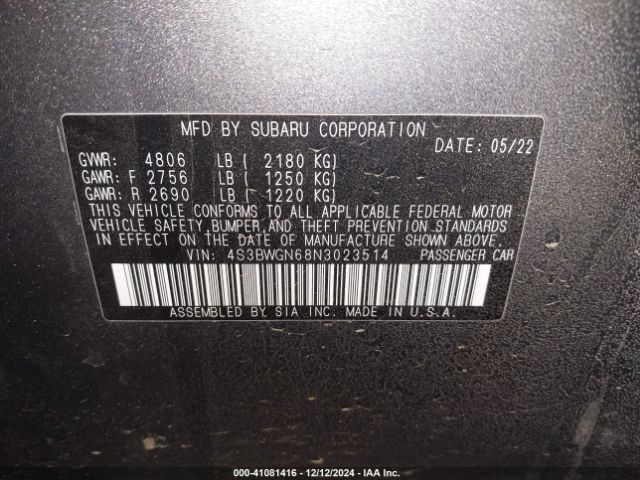 MFD BY SUBARU CORPORATION
DATE: 05/22
GVWR: 4806 LB ( 2180 KG)
GAWR: F 2756 LB ( 1250 KG)
GAWR: R 2690 LB ( 1220 KG)
THIS VEHICLE CONFORMS TO ALL APPLICABLE FEDERAL MOTOR
VEHICLE SAFETY, BUMPER, AND THEFT PREVENTION STANDARDS
IN EFFECT ON THE DATE OF MANUFACTURE SHOWN ABOVE.
VIN: 4S3BWGN68N3023514 PASSENGER CAR
ASSEMBLED BY SIA INC. MADE IN U.S.A.
000-41081416 - 12/12/2024 - IAA Inc.